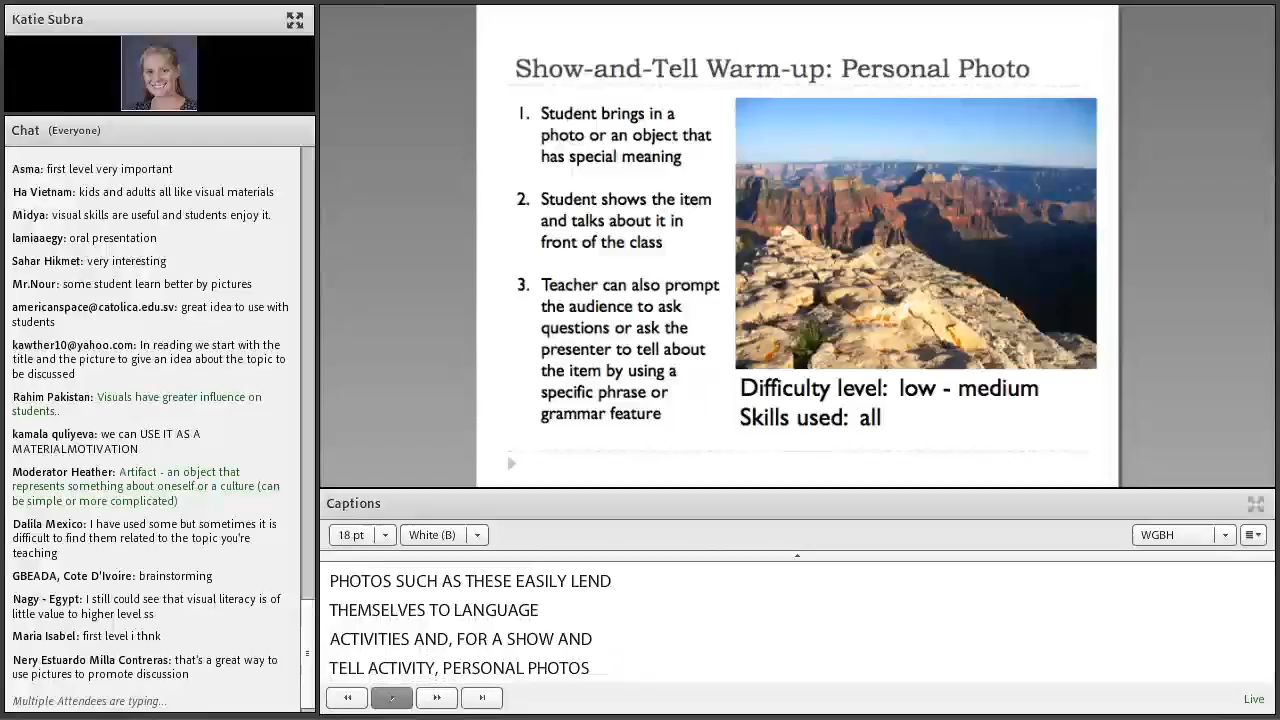 Katie Subra
Chat (Everyone)
Asma: first level very important
Ha Vietnam: kids and adults all like visual materials
Midya: visual skills are useful and students enjoy it.
lamiaaegy: oral presentation
Sahar Hikmet: very interesting
Mr.Nour: some student learn better by pictures
americanspace@catolica.edu.sv: great idea to use with
students
kawther10@yahoo.com: In reading we start with the
title and the picture to give an idea about the topic to
be discussed
Rahim Pakistan: Visuals have greater influence on
students..
kamala quliyeva: we can USE IT AS A
MATERIALMOTIVATION
Moderator Heather: Artifact - an object that
represents something about oneself or a culture (can
be simple or more complicated)
Dalila Mexico: I have used some but sometimes it is
difficult to find them related to the topic you're
teaching
GBEADA, Cote D'Ivoire: brainstorming
Nagy - Egypt: I still could see that visual literacy is of
little value to higher level ss
Maria Isabel: first level i thnk
Nery Estuardo Milla Contreras: that's a great way to
use pictures to promote discussion
Multiple Attendees are typing...
Show-and-Tell Warm-up: Personal Photo
1. Student brings in a
photo or an object that
has special meaning
2. Student shows the item
and talks about it in
front of the class
3. Teacher can also prompt
the audience to ask
questions or ask the
presenter to tell about
the item by using a
specific phrase or
grammar feature
Difficulty level: low - medium
Skills used: all
Captions
18 pt
White (B)
WGBH
PHOTOS SUCH AS THESE EASILY LEND
THEMSELVES TO LANGUAGE
ACTIVITIES AND, FOR A SHOW AND
TELL ACTIVITY, PERSONAL PHOTOS
Live